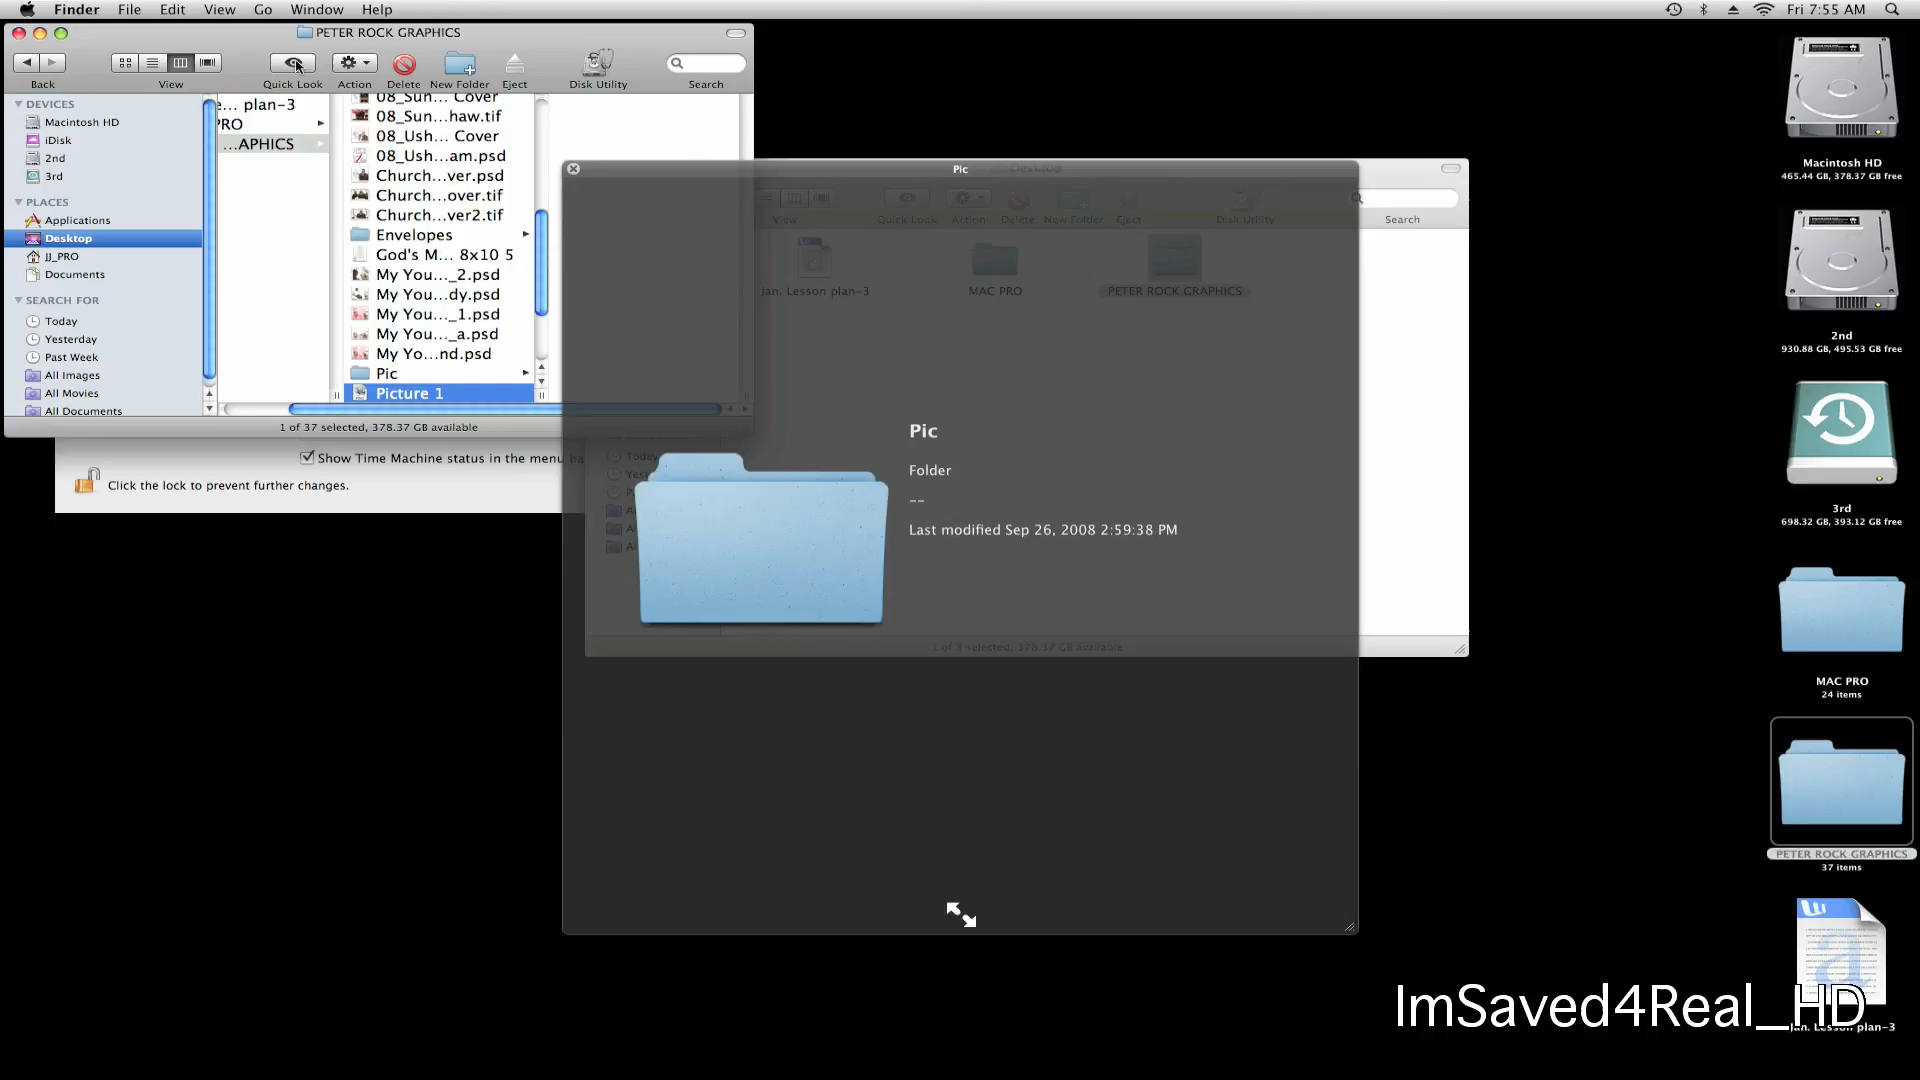 Finder File Edit View Go Window Help
Fri 7:55 AM
PETER ROCK GRAPHICS
Back
View
Quick Look
Action
Delete
New Folder
Eject
Disk Utility
Search
DEVICES
Macintosh HD
iDisk
2nd
3rd
PLACES
Applications
Desktop
JJ_PRO
Documents
SEARCH FOR
Today
Yesterday
Past Week
All Images
All Movies
All Documents
e... plan-3
PRO
...APHICS
08_Sun... Cover
08_Sun...haw.tif
08_Ush... Cover
08_Ush...am.psd
Church...ver.psd
Church...over.tif
Church...ver2.tif
Envelopes
God's M... 8x10 5
My You..._2.psd
My You...dy.psd
My You..._1.psd
My You..._a.psd
My Yo...nd.psd
Pic
Picture 1
1 of 37 selected, 378.37 GB available
Show Time Machine status in the menu ba
Click the lock to prevent further changes.
Pic
Desktop
View
Quick Look
Action
Delete
New Folder
Eject
Disk Utility
Search
Jan. Lesson plan-3
MAC PRO
PETER ROCK GRAPHICS
Pic
Folder
--
Last modified Sep 26, 2008 2:59:38 PM
1 of 3 selected, 378.37 GB available
Macintosh HD
465.44 GB, 378.37 GB free
2nd
930.88 GB, 495.53 GB free
3rd
698.32 GB, 393.12 GB free
MAC PRO
24 items
PETER ROCK GRAPHICS
37 items
Jan. Lesson plan-3
ImSaved4Real_HD